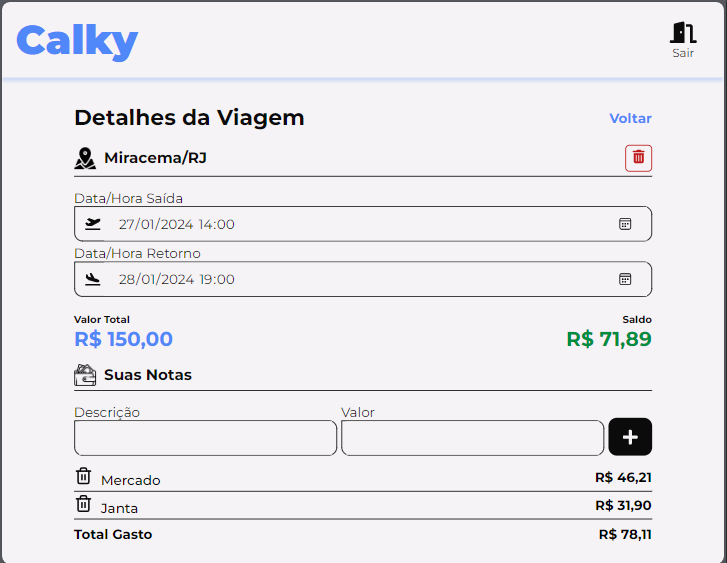 Calky
Sair
Detalhes da Viagem
Voltar
Miracema/RJ
Data/Hora Saída
27/01/2024 14:00
Data/Hora Retorno
28/01/2024 19:00
Valor Total
Saldo
R$ 150,00
R$ 71,89
Suas Notas
Descrição
Valor
Mercado
R$ 46,21
Janta
R$ 31,90
Total Gasto
R$ 78,11